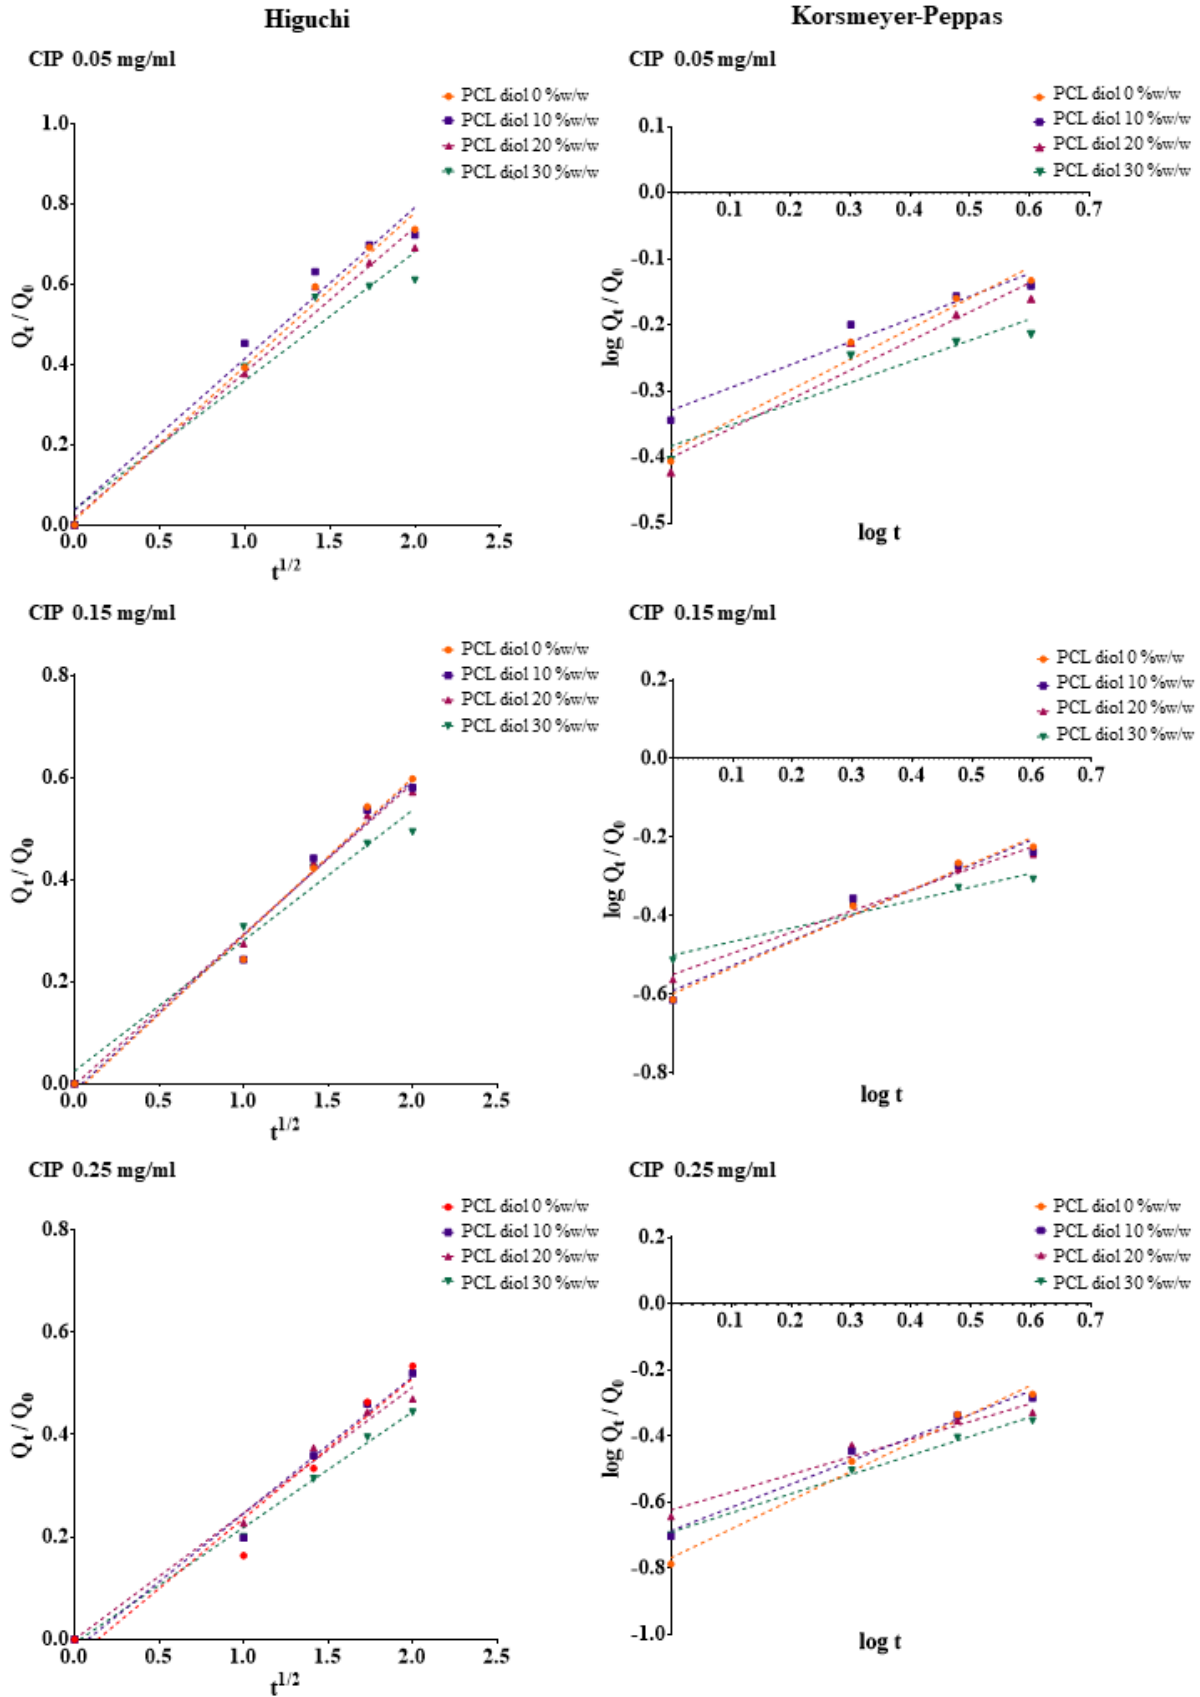 Higuchi
Korsmeyer-Peppas
CIP 0.05 mg/ml
PCL diol 0 %w/w
PCL diol 10 %w/w
PCL diol 20 %w/w
PCL diol 30 %w/w
1.0
0.8
0.6
0.4
0.2
0.0
Qt / Q0
0.0 0.5 1.0 1.5 2.0 2.5
t1/2
CIP 0.05 mg/ml
PCL diol 0 %w/w
PCL diol 10 %w/w
PCL diol 20 %w/w
PCL diol 30 %w/w
0.1
0.0
-0.1
-0.2
-0.3
-0.4
-0.5
log Qt / Q0
0.1 0.2 0.3 0.4 0.5 0.6 0.7
log t
CIP 0.15 mg/ml
PCL diol 0 %w/w
PCL diol 10 %w/w
PCL diol 20 %w/w
PCL diol 30 %w/w
0.8
0.6
0.4
0.2
0.0
Qt / Q0
0.0 0.5 1.0 1.5 2.0 2.5
t1/2
CIP 0.15 mg/ml
PCL diol 0 %w/w
PCL diol 10 %w/w
PCL diol 20 %w/w
PCL diol 30 %w/w
0.2
0.0
-0.2
-0.4
-0.6
-0.8
log Qt / Q0
0.1 0.2 0.3 0.4 0.5 0.6 0.7
log t
CIP 0.25 mg/ml
PCL diol 0 %w/w
PCL diol 10 %w/w
PCL diol 20 %w/w
PCL diol 30 %w/w
0.8
0.6
0.4
0.2
0.0
Qt / Q0
0.0 0.5 1.0 1.5 2.0 2.5
t1/2
CIP 0.25 mg/ml
PCL diol 0 %w/w
PCL diol 10 %w/w
PCL diol 20 %w/w
PCL diol 30 %w/w
0.2
0.0
-0.2
-0.4
-0.6
-0.8
-1.0
log Qt / Q0
0.1 0.2 0.3 0.4 0.5 0.6 0.7
log t